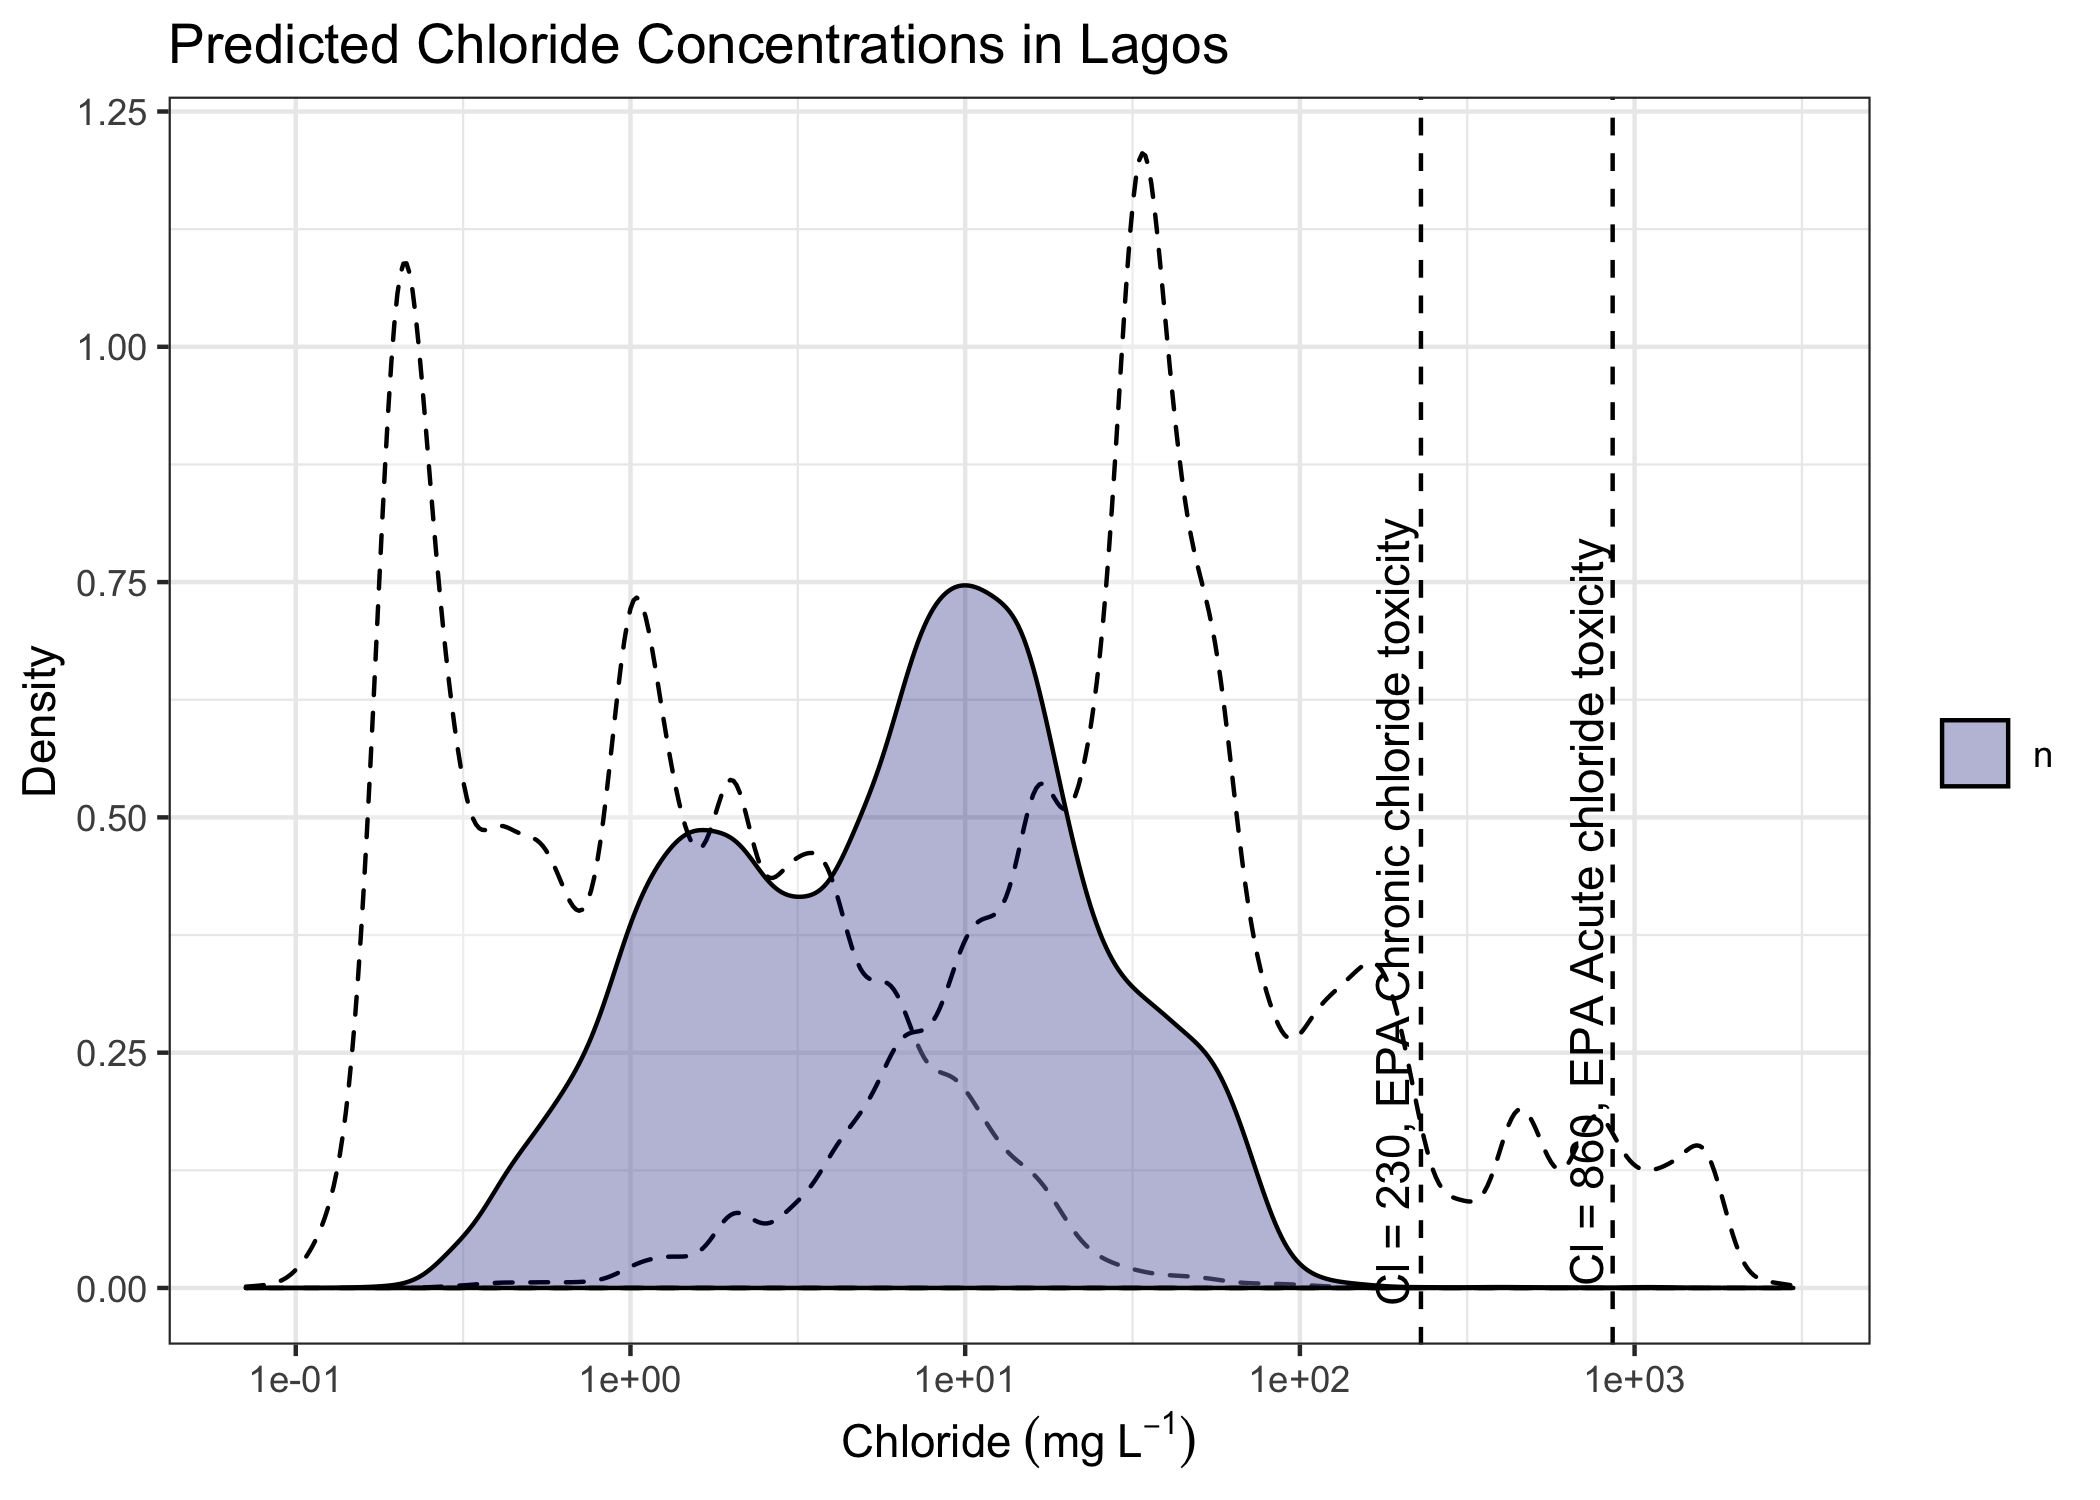 Predicted Chloride Concentrations in Lagos
1.25
1.00
0.75
0.50
0.25
0.00
Density
Cl = 230, EPA Chronic chloride toxicity
Cl = 860, EPA Acute chloride toxicity
n
1e-01
1e+00
1e+01
1e+02
1e+03
Chloride (mg L⁻¹)